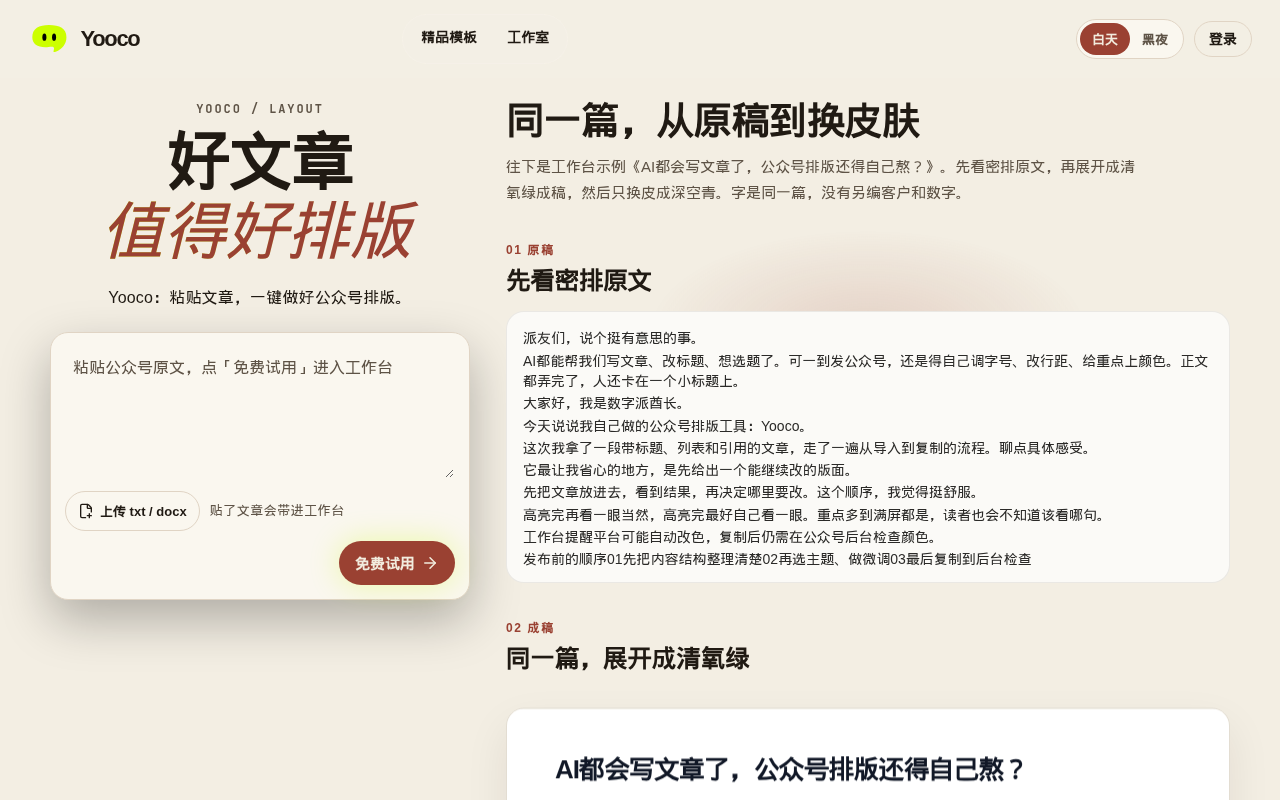 Yooco
精品模板
工作室
白天
黑夜
登录
YOOCO / LAYOUT
好文章
值得好排版
Yooco：粘贴文章，一键做好公众号排版。
粘贴公众号原文，点「免费试用」进入工作台
上传 txt / docx
贴了文章会带进工作台
免费试用
同一篇，从原稿到换皮肤
往下是工作台示例《AI都会写文章了，公众号排版还得自己熬？》。先看密排原文，再展开成清
氧绿成稿，然后只换皮成深空青。字是同一篇，没有另编客户和数字。
01 原稿
先看密排原文
派友们，说个挺有意思的事。
AI都能帮我们写文章、改标题、想选题了。可一到发公众号，还是得自己调字号、改行距、给重点上颜色。正文
都弄完了，人还卡在一个小标题上。
大家好，我是数字派酋长。
今天说说我自己做的公众号排版工具：Yooco。
这次我拿了一段带标题、列表和引用的文章，走了一遍从导入到复制的流程。聊点具体感受。
它最让我省心的地方，是先给出一个能继续改的版面。
先把文章放进去，看到结果，再决定哪里要改。这个顺序，我觉得挺舒服。
高亮完再看一眼当然，高亮完最好自己看一眼。重点多到满屏都是，读者也会不知道该看哪句。
工作台提醒平台可能自动改色，复制后仍需在公众号后台检查颜色。
发布前的顺序01先把内容结构整理清楚02再选主题、做微调03最后复制到后台检查
02 成稿
同一篇，展开成清氧绿
AI都会写文章了，公众号排版还得自己熬？